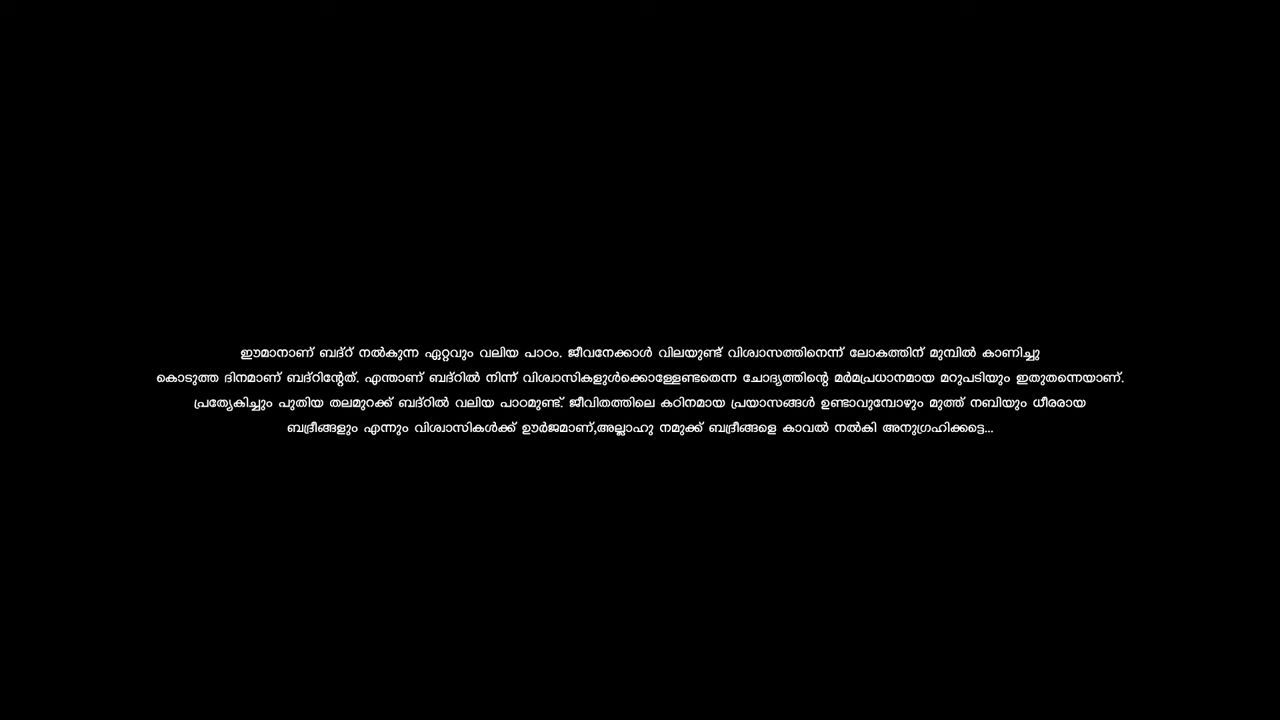 ഈമാനാണ് ബദ്റ് നൽകുന്ന ഏറ്റവും വലിയ പാഠം. ജീവനേക്കാൾ വിലയുണ്ട് വിശ്വാസത്തിനെന്ന് ലോകത്തിന് മുമ്പിൽ കാണിച്ചു
കൊടുത്ത ദിനമാണ് ബദ്റിന്റേത്. എന്താണ് ബദ്റിൽ നിന്ന് വിശ്വാസികളുൾക്കൊള്ളേണ്ടതെന്ന ചോദ്യത്തിന്റെ മർമപ്രധാനമായ മറുപടിയും ഇതുതന്നെയാണ്.
പ്രത്യേകിച്ചും പുതിയ തലമുറക്ക് ബദ്റിൽ വലിയ പാഠമുണ്ട്. ജീവിതത്തിലെ കഠിനമായ പ്രയാസങ്ങൾ ഉണ്ടാവുമ്പോഴും മുത്ത് നബിയും ധീരരായ
ബദ്രീങ്ങളും എന്നും വിശ്വാസികൾക്ക് ഊർജമാണ്,അല്ലാഹു നമുക്ക് ബദ്രീങ്ങളെ കാവൽ നൽകി അനുഗ്രഹിക്കട്ടെ...